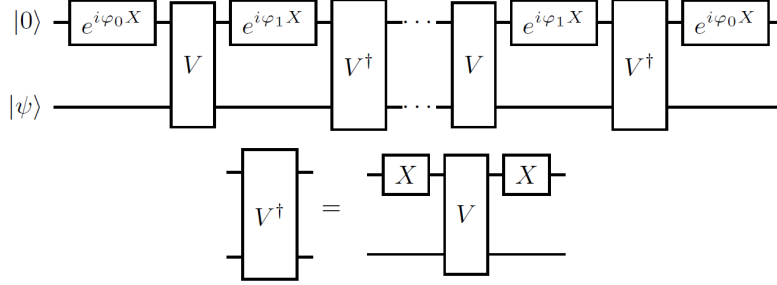 |0⟩ e^{iφ₀X} V e^{iφ₁X} V† ··· V e^{iφ₁X} V† e^{iφ₀X}
|ψ⟩ ···
V† = X V X